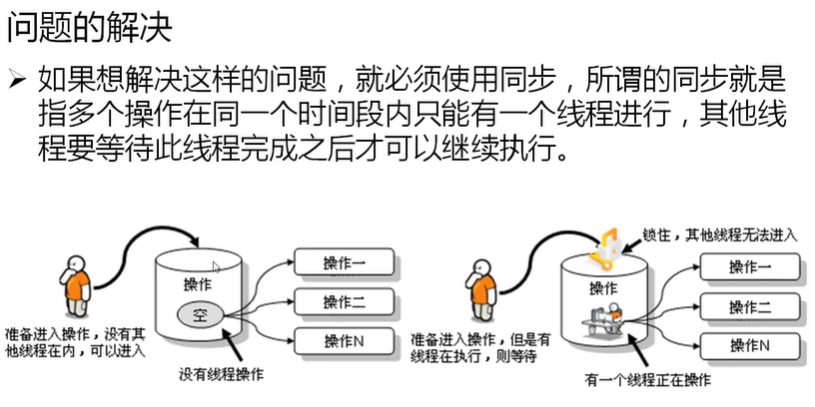 问题的解决
➢ 如果想解决这样的问题，就必须使用同步，所谓的同步就是
指多个操作在同一个时间段内只能有一个线程进行，其他线
程要等待此线程完成之后才可以继续执行。
操作
空
操作一
操作二
操作N
准备进入操作，没有其
他线程在内，可以进入
没有线程操作
锁住，其他线程无法进入
操作
操作一
操作二
操作N
准备进入操作，但是有
线程在执行，则等待
有一个线程正在操作